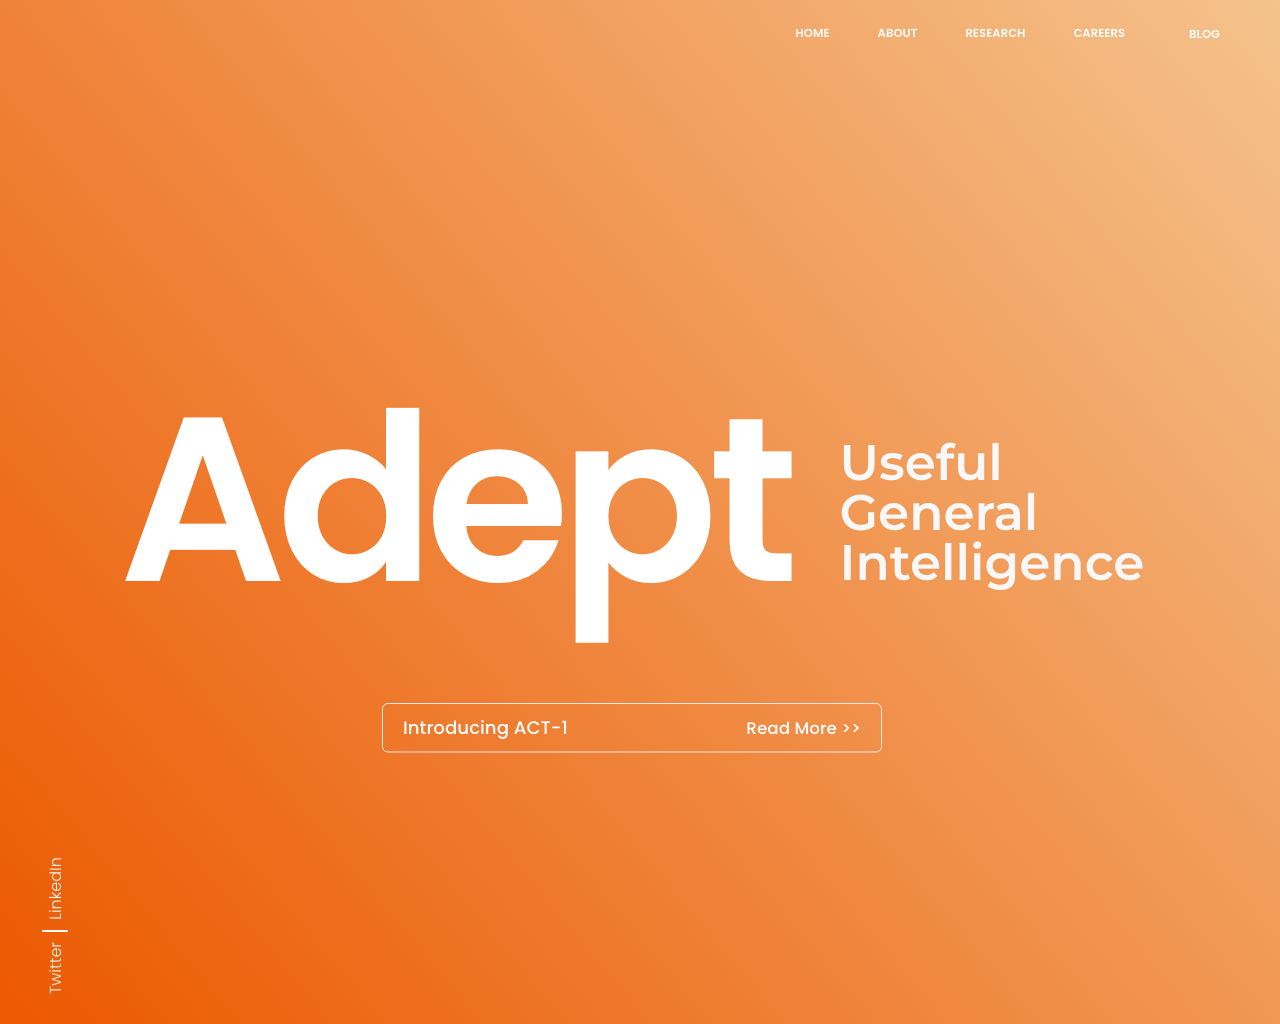 HOME ABOUT RESEARCH CAREERS BLOG
Adept
Useful
General
Intelligence
Introducing ACT-1 Read More >>
Twitter | LinkedIn